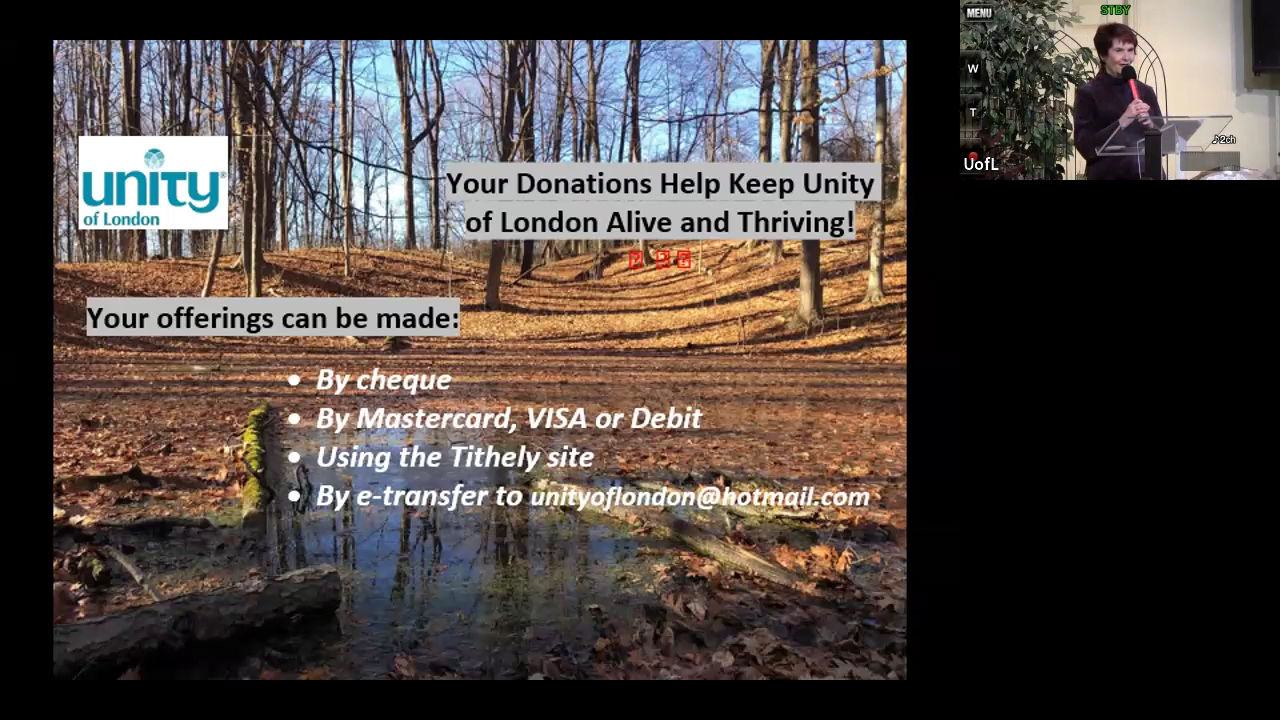 unity
of London
Your Donations Help Keep Unity
of London Alive and Thriving!
Your offerings can be made:
• By cheque
• By Mastercard, VISA or Debit
• Using the Tithely site
• By e-transfer to unityoflondon@hotmail.com
MENU
STBY
W
T
2ch
UofL